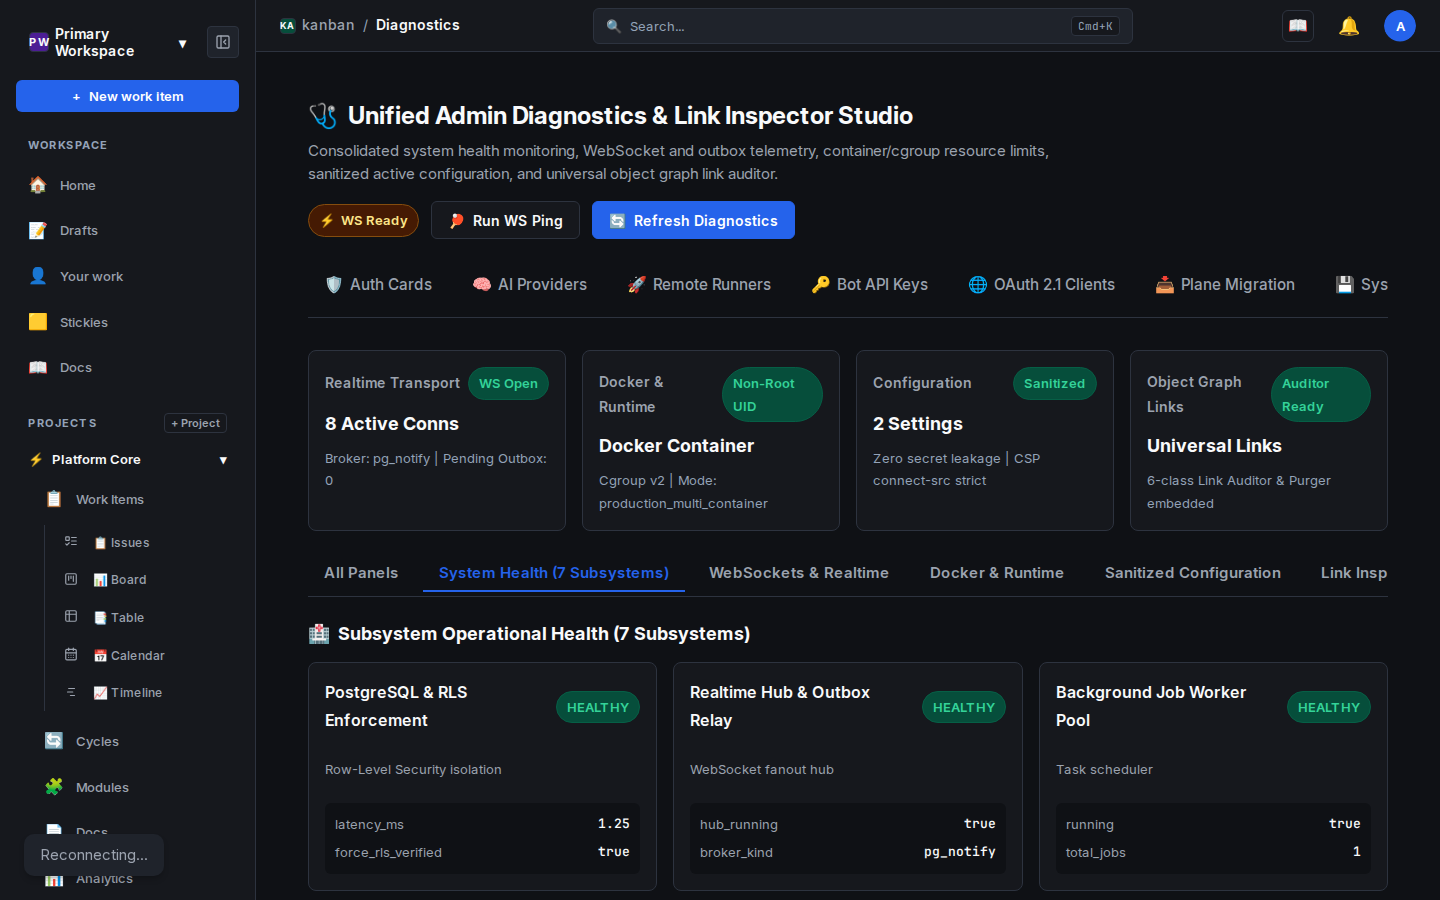 PW Primary Workspace ▾
+ New work item
WORKSPACE
Home
Drafts
Your work
Stickies
Docs
PROJECTS + Project
Platform Core ▾
Work Items
Issues
Board
Table
Calendar
Timeline
Cycles
Modules
Docs
Reconnecting...
Analytics
KA kanban / Diagnostics
Search... Cmd+K
A
Unified Admin Diagnostics & Link Inspector Studio
Consolidated system health monitoring, WebSocket and outbox telemetry, container/cgroup resource limits,
sanitized active configuration, and universal object graph link auditor.
WS Ready Run WS Ping Refresh Diagnostics
Auth Cards AI Providers Remote Runners Bot API Keys OAuth 2.1 Clients Plane Migration Sys
Realtime Transport WS Open
8 Active Conns
Broker: pg_notify | Pending Outbox:
0
Docker &
Runtime
Non-Root
UID
Docker Container
Cgroup v2 | Mode:
production_multi_container
Configuration Sanitized
2 Settings
Zero secret leakage | CSP
connect-src strict
Object Graph
Links
Auditor
Ready
Universal Links
6-class Link Auditor & Purger
embedded
All Panels System Health (7 Subsystems) WebSockets & Realtime Docker & Runtime Sanitized Configuration Link Insp
Subsystem Operational Health (7 Subsystems)
PostgreSQL & RLS
Enforcement
HEALTHY
Row-Level Security isolation
latency_ms 1.25
force_rls_verified true
Realtime Hub & Outbox
Relay
HEALTHY
WebSocket fanout hub
hub_running true
broker_kind pg_notify
Background Job Worker
Pool
HEALTHY
Task scheduler
running true
total_jobs 1